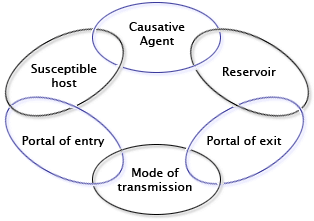 Causative
Agent
Reservoir
Portal of exit
Mode of
transmission
Portal of entry
Susceptible
host